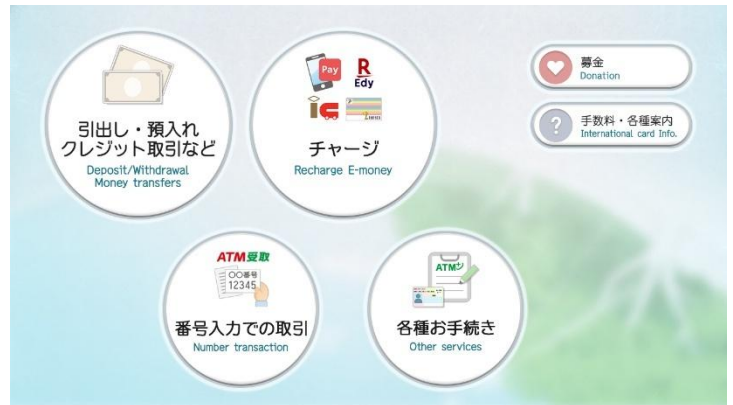 引出し・預入れ
クレジット取引など
Deposit/Withdrawal
Money transfers
Pay
R
Edy
チャージ
Recharge E-money
募金
Donation
?
手数料・各種案内
International card Info.
ATM受取
○○番号
12345
番号入力での取引
Number transaction
ATM+
各種お手続き
Other services